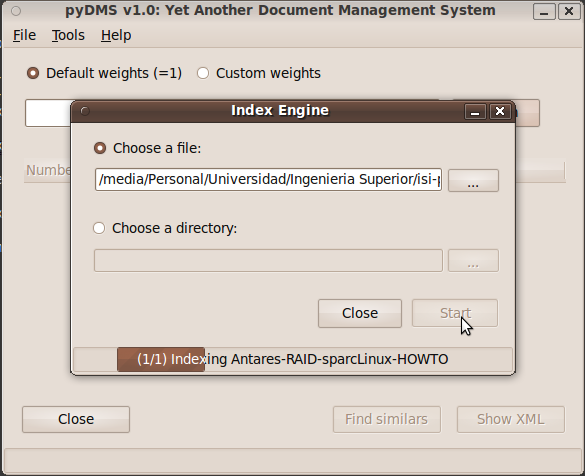 pyDMS v1.0: Yet Another Document Management System
File Tools Help
Default weights (=1) Custom weights
Index Engine
Choose a file:
/media/Personal/Universidad/Ingenieria Superior/isi-
...
Choose a directory:
...
Close Start
(1/1) Indexing Antares-RAID-sparcLinux-HOWTO
Close Find similars Show XML